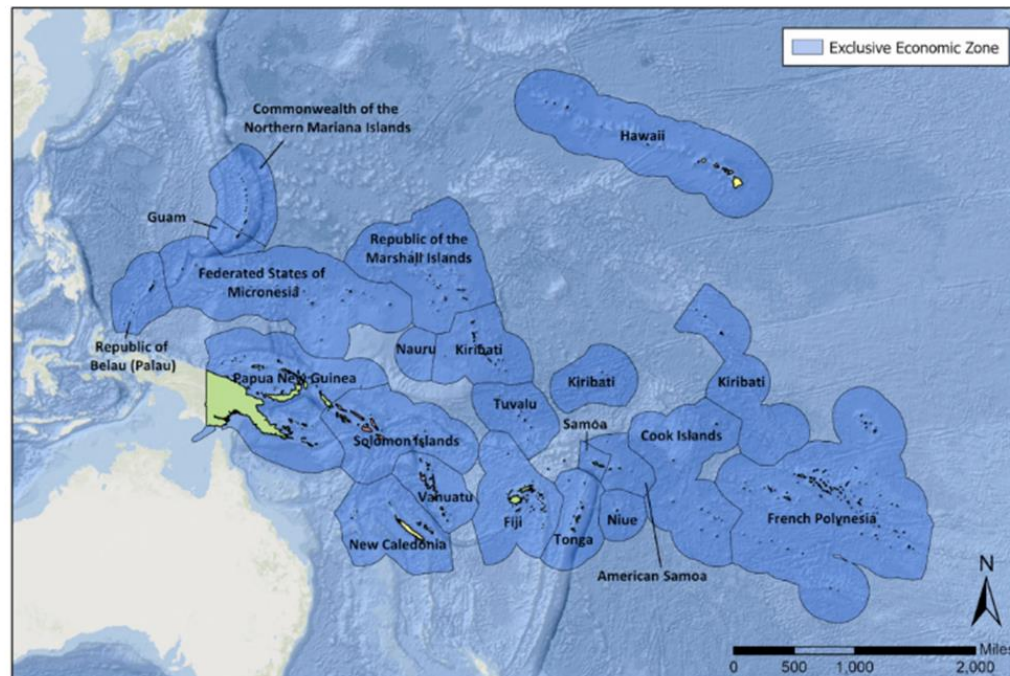 Exclusive Economic Zone
Commonwealth of the
Northern Mariana Islands
Hawaii
Guam
Republic of the
Marshall Islands
Federated States of
Micronesia
Republic of
Belau (Palau)
Nauru
Kiribati
Papua New Guinea
Kiribati
Kiribati
Tuvalu
Samoa
Cook Islands
Solomon Islands
Vanuatu
Fiji
Tonga
Niue
French Polynesia
New Caledonia
American Samoa
N
Miles
0 500 1,000 2,000